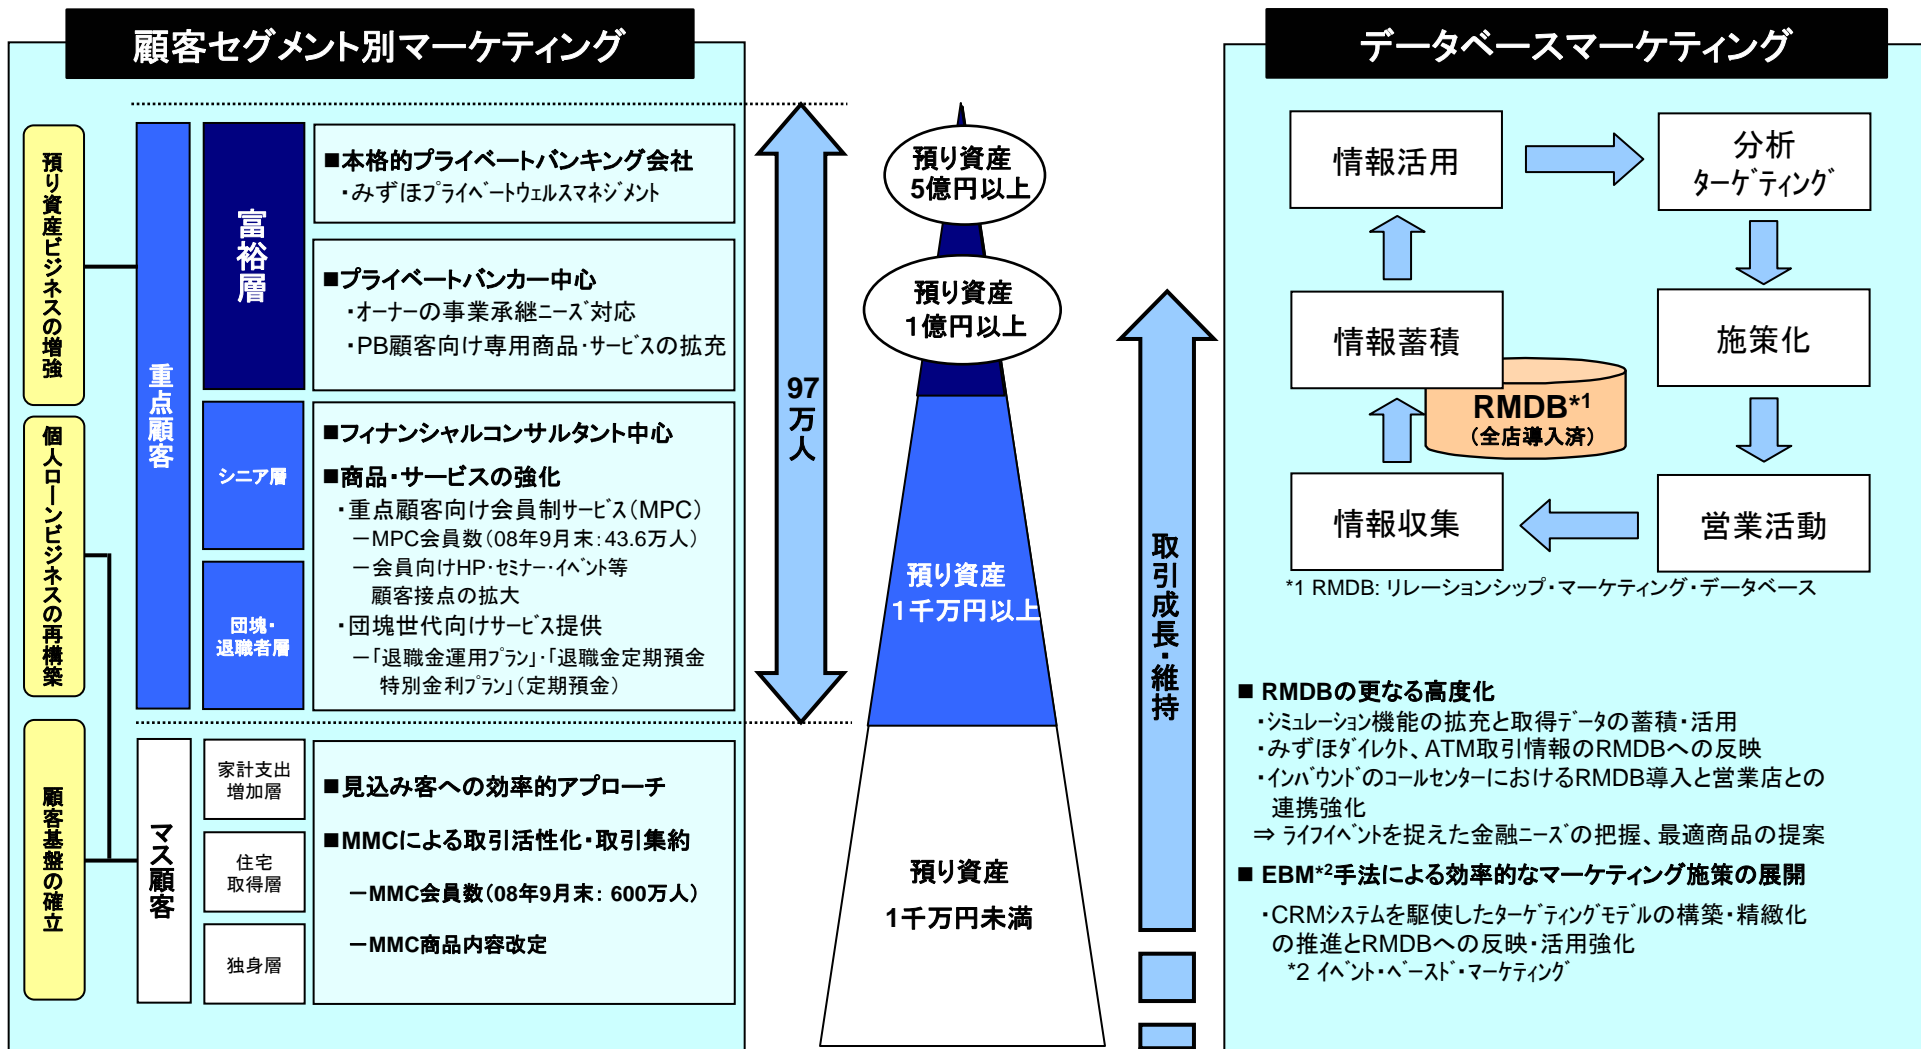 顧客セグメント別マーケティング
預り資産ビジネスの増強
個人ローンビジネスの再構築
顧客基盤の確立
重点顧客
マス顧客
富裕層
シニア層
団塊・
退職者層
家計支出
増加層
住宅
取得層
独身層
■本格的プライベートバンキング会社
・みずほプライベートウェルスマネジメント
■プライベートバンカー中心
・オーナーの事業承継ニーズ対応
・PB顧客向け専用商品・サービスの拡充
■フィナンシャルコンサルタント中心
■商品・サービスの強化
・重点顧客向け会員制サービス(MPC)
－MPC会員数(08年9月末：43.6万人)
－会員向けHP・セミナー・イベント等
顧客接点の拡大
・団塊世代向けサービス提供
－「退職金運用プラン」・「退職金定期預金
特別金利プラン」(定期預金)
■見込み客への効率的アプローチ
■MMCによる取引活性化・取引集約
－MMC会員数(08年9月末： 600万人)
－MMC商品内容改定
97
万
人
預り資産
5億円以上
預り資産
1億円以上
預り資産
1千万円以上
預り資産
1千万円未満
取引成長・維持
データベースマーケティング
情報活用
分析
ターゲティング
情報蓄積
施策化
RMDB*1
(全店導入済)
情報収集
営業活動
*1 RMDB: リレーションシップ・マーケティング・データベース
■ RMDBの更なる高度化
・シミュレーション機能の拡充と取得データの蓄積・活用
・みずほダイレクト、ATM取引情報のRMDBへの反映
・インバウンドのコールセンターにおけるRMDB導入と営業店との
連携強化
⇒ ライフイベントを捉えた金融ニーズの把握、最適商品の提案
■ EBM*2手法による効率的なマーケティング施策の展開
・CRMシステムを駆使したターゲティングモデルの構築・精緻化
の推進とRMDBへの反映・活用強化
*2 イベント・ベースド・マーケティング